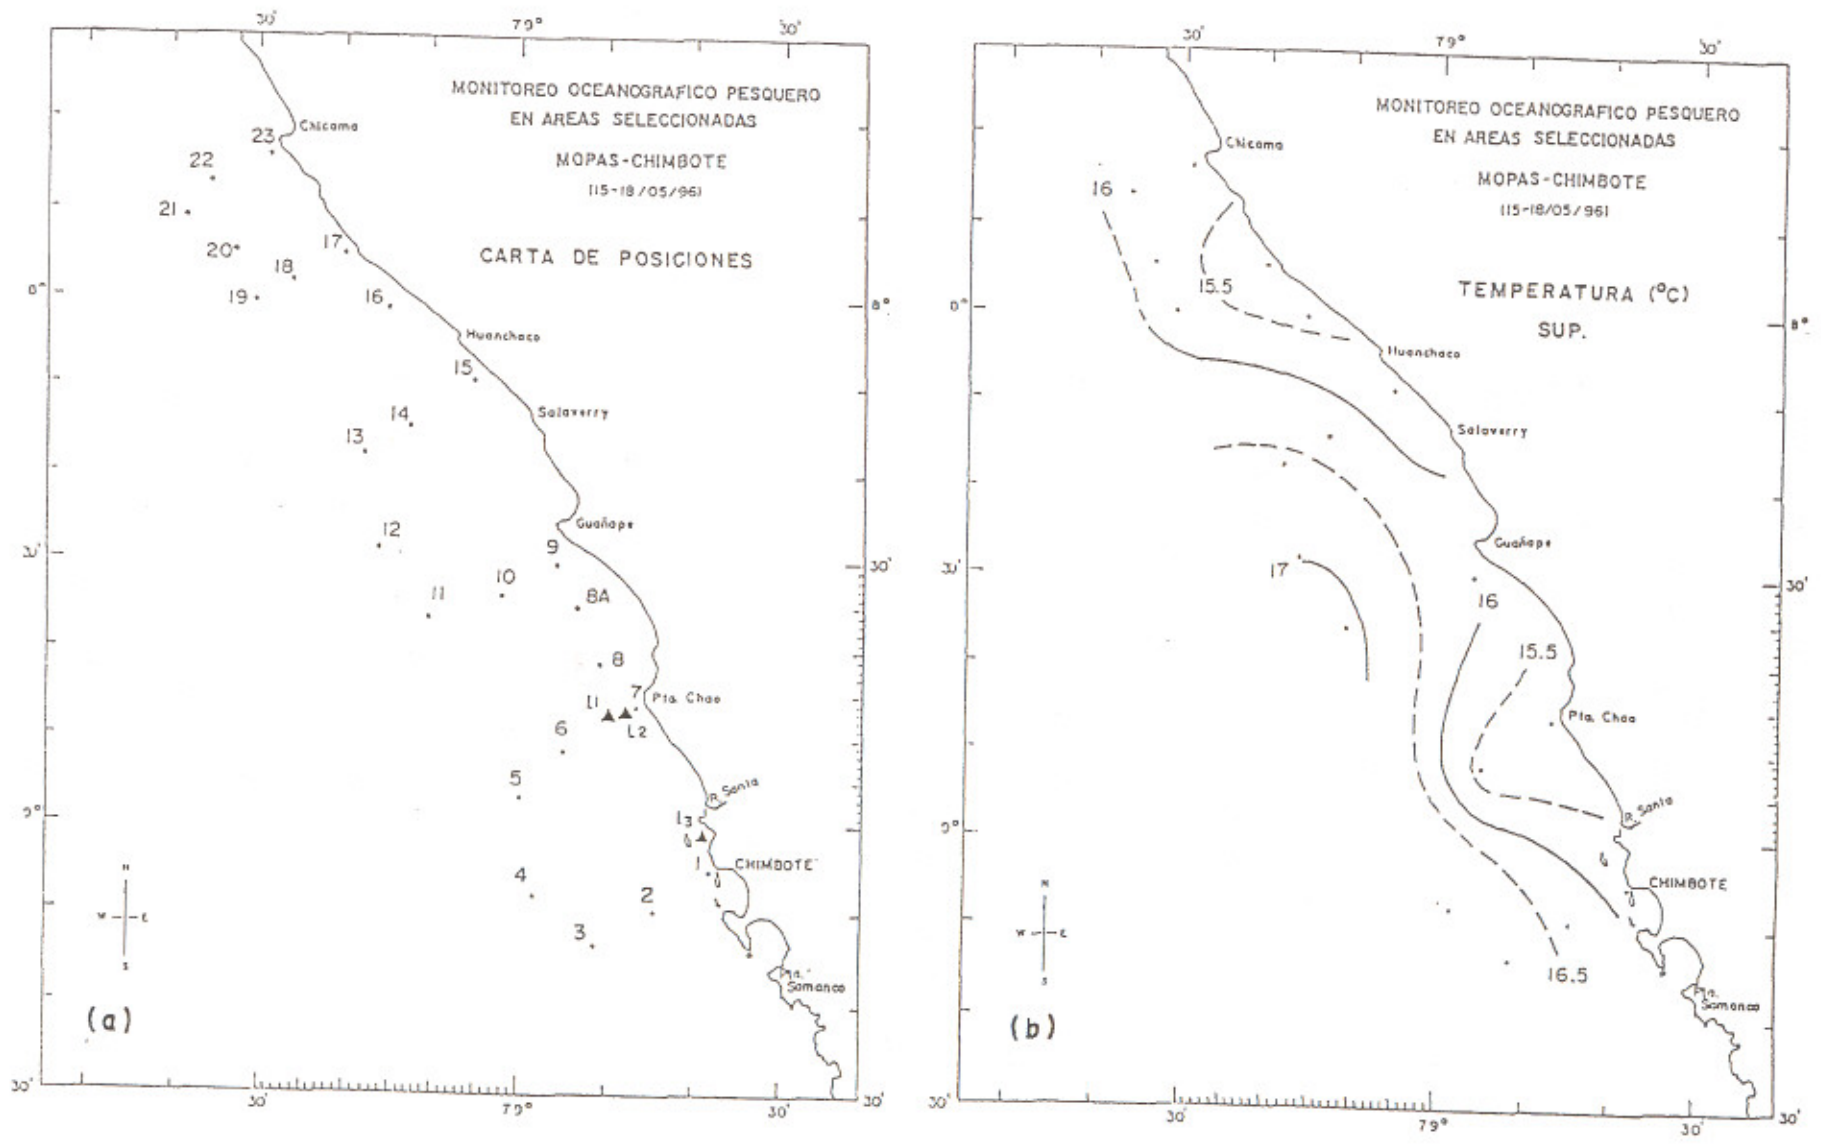 30' 79° 30'
MONITOREO OCEANOGRAFICO PESQUERO
EN AREAS SELECCIONADAS
MOPAS-CHIMBOTE
(15-18/05/96)
CARTA DE POSICIONES
Chicama
23
22
21
20
19
18
17
16
8°
8°
Huanchaco
15
Salaverry
14
13
12
Guañape
9
30'
30'
10
11
8A
8
7
Pta. Chao
L1
L2
6
5
R. Santa
9°
L3
1
CHIMBOTE
4
2
3
N
W E
S
Pta.
Samanco
(a)
30'
30' 79° 30'
30'
30' 79° 30'
MONITOREO OCEANOGRAFICO PESQUERO
EN AREAS SELECCIONADAS
MOPAS-CHIMBOTE
(15-18/05/96)
TEMPERATURA (°C)
SUP.
Chicama
16
15.5
8°
8°
Huanchaco
Salaverry
Guañape
30'
30'
17
16
15.5
Pta. Chao
R. Santa
9°
CHIMBOTE
N
W E
S
16.5
Pta.
Samanco
(b)
30'
30' 79° 30'
30'